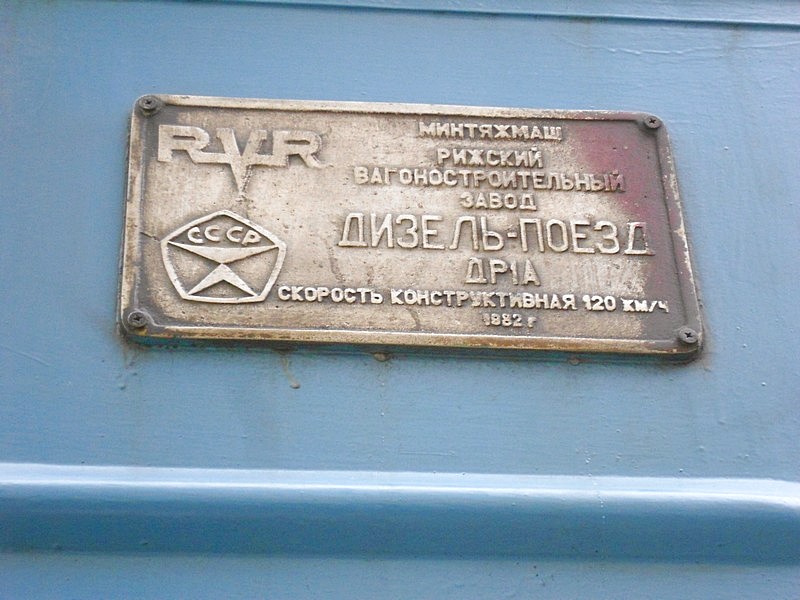 RVR
МИНТЯЖМАШ
РИЖСКИЙ
ВАГОНОСТРОИТЕЛЬНЫЙ
ЗАВОД
СССР
ДИЗЕЛЬ-ПОЕЗД
ДР1А
СКОРОСТЬ КОНСТРУКТИВНАЯ 120 КМ/Ч
1982 г